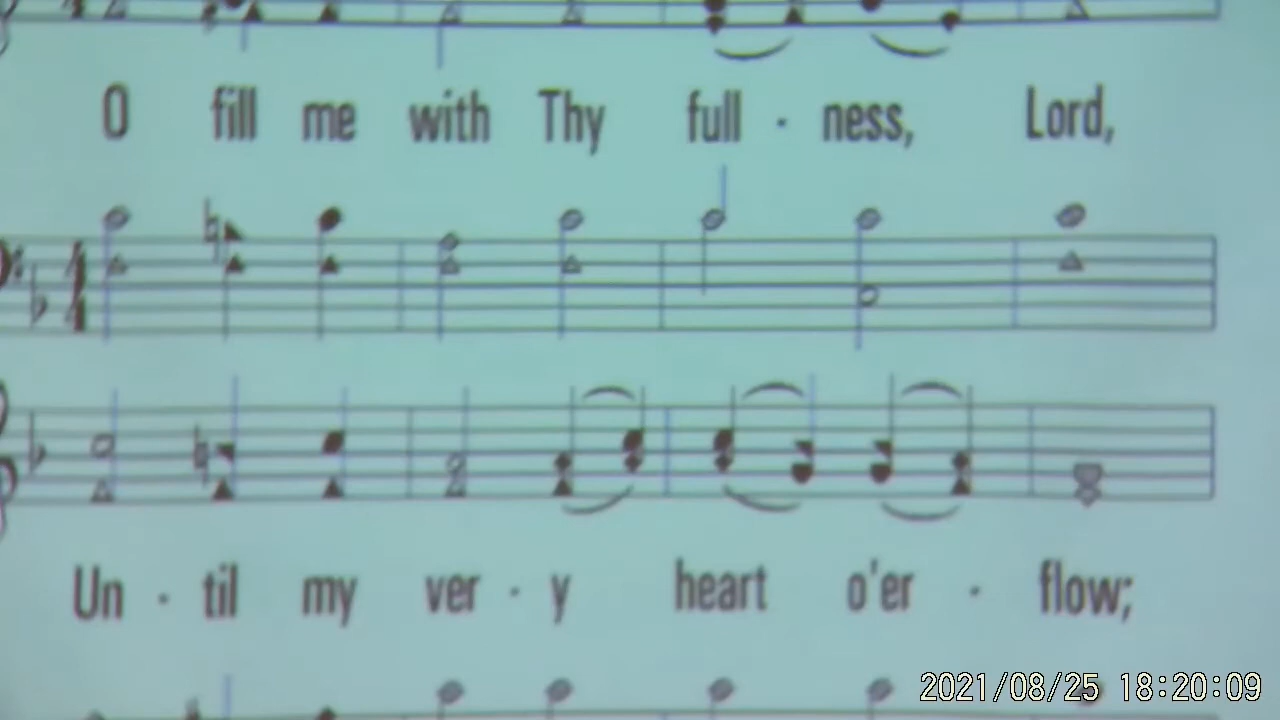 O fill me with Thy full · ness, Lord,
Un · til my ver · y heart o'er · flow;
2021/08/25 18:20:09